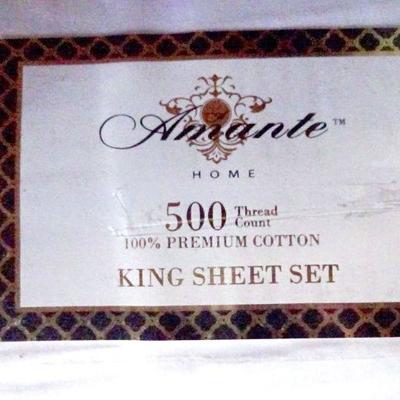 Amante™
HOME
500 Thread Count
100% PREMIUM COTTON
KING SHEET SET